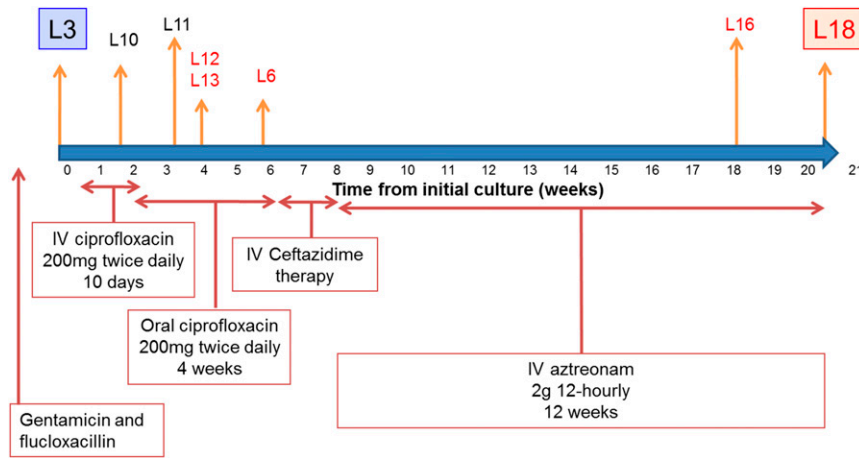 L3
L10
L11
L12
L13
L6
L16
L18
0 1 2 3 4 5 6 7 8 9 10 11 12 13 14 15 16 17 18 19 20 21
Time from initial culture (weeks)
IV ciprofloxacin
200mg twice daily
10 days
IV Ceftazidime
therapy
Oral ciprofloxacin
200mg twice daily
4 weeks
IV aztreonam
2g 12-hourly
12 weeks
Gentamicin and
flucloxacillin